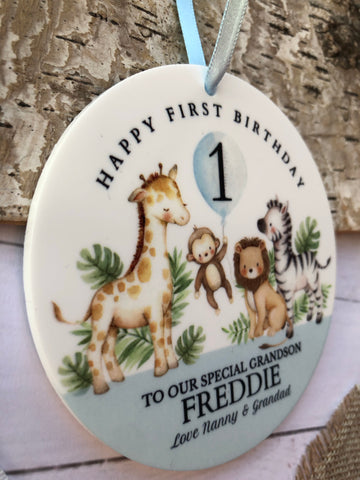 HAPPY FIRST BIRTHDAY
1
TO OUR SPECIAL GRANDSON
FREDDIE
Love Nanny & Grandad